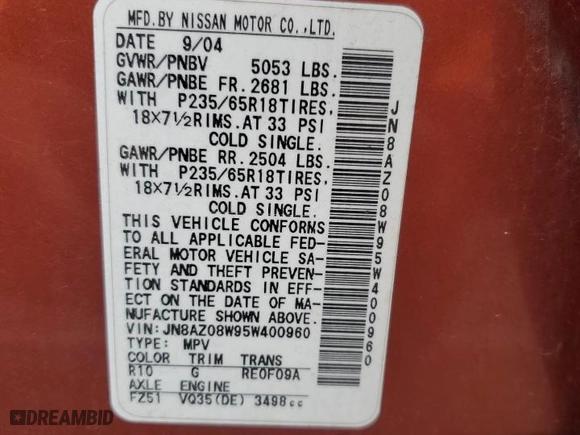 MFD.BY NISSAN MOTOR CO.,LTD.
DATE 9/04
GVWR/PNBV 5053 LBS.
GAWR/PNBE FR. 2681 LBS.
WITH P235/65R18TIRES,
18×7½RIMS.AT 33 PSI
COLD SINGLE.
GAWR/PNBE RR. 2504 LBS.
WITH P235/65R18TIRES,
18×7½RIMS.AT 33 PSI
COLD SINGLE.
THIS VEHICLE CONFORMS
TO ALL APPLICABLE FED-
ERAL MOTOR VEHICLE SA-
FETY AND THEFT PREVEN-
TION STANDARDS IN EFF-
ECT ON THE DATE OF MA-
NUFACTURE SHOWN ABOVE.
VIN: JN8AZ08W95W400960
TYPE: MPV
COLOR TRIM TRANS
R10 G RE0F09A
AXLE ENGINE
FZ51 VQ35(DE) 3498cc
JN8AZ08W95W400960
DREAMBID